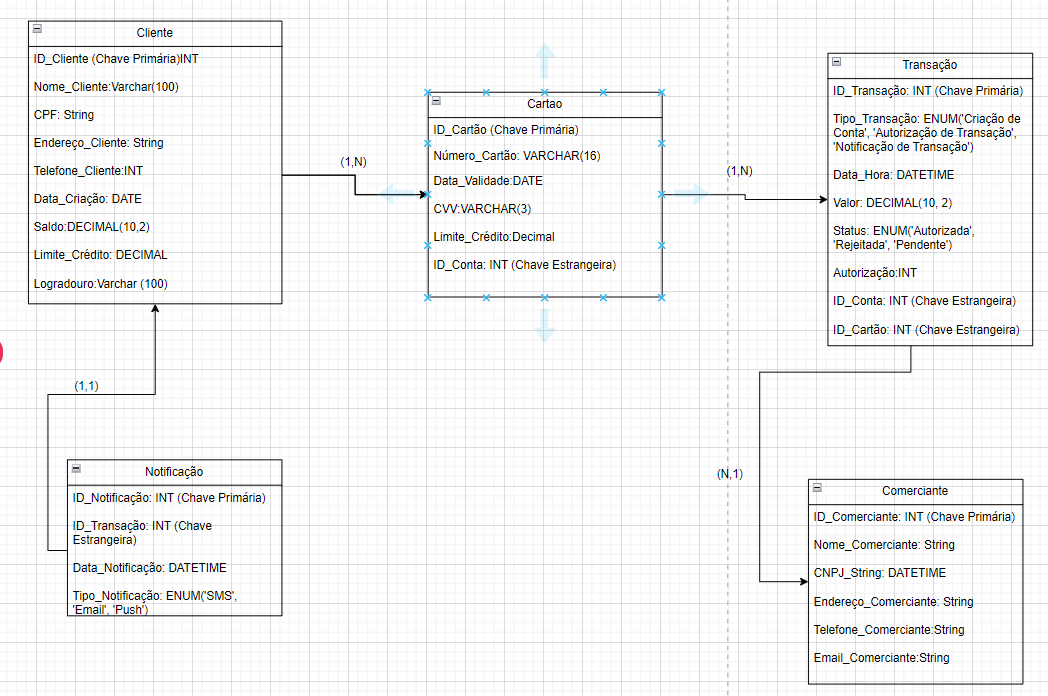 Cliente
ID_Cliente (Chave Primária)INT
Nome_Cliente:Varchar(100)
CPF: String
Endereço_Cliente: String
Telefone_Cliente:INT
Data_Criação: DATE
Saldo:DECIMAL(10,2)
Limite_Crédito: DECIMAL
Logradouro:Varchar (100)
(1,N)
Cartao
ID_Cartão (Chave Primária)
Número_Cartão: VARCHAR(16)
Data_Validade:DATE
CVV:VARCHAR(3)
Limite_Crédito:Decimal
ID_Conta: INT (Chave Estrangeira)
(1,N)
Transação
ID_Transação: INT (Chave Primária)
Tipo_Transação: ENUM('Criação de
Conta', 'Autorização de Transação',
'Notificação de Transação')
Data_Hora: DATETIME
Valor: DECIMAL(10, 2)
Status: ENUM('Autorizada',
'Rejeitada', 'Pendente')
Autorização:INT
ID_Conta: INT (Chave Estrangeira)
ID_Cartão: INT (Chave Estrangeira)
(1,1)
Notificação
ID_Notificação: INT (Chave Primária)
ID_Transação: INT (Chave
Estrangeira)
Data_Notificação: DATETIME
Tipo_Notificação: ENUM('SMS',
'Email', 'Push')
(N,1)
Comerciante
ID_Comerciante: INT (Chave Primária)
Nome_Comerciante: String
CNPJ_String: DATETIME
Endereço_Comerciante: String
Telefone_Comerciante:String
Email_Comerciante:String